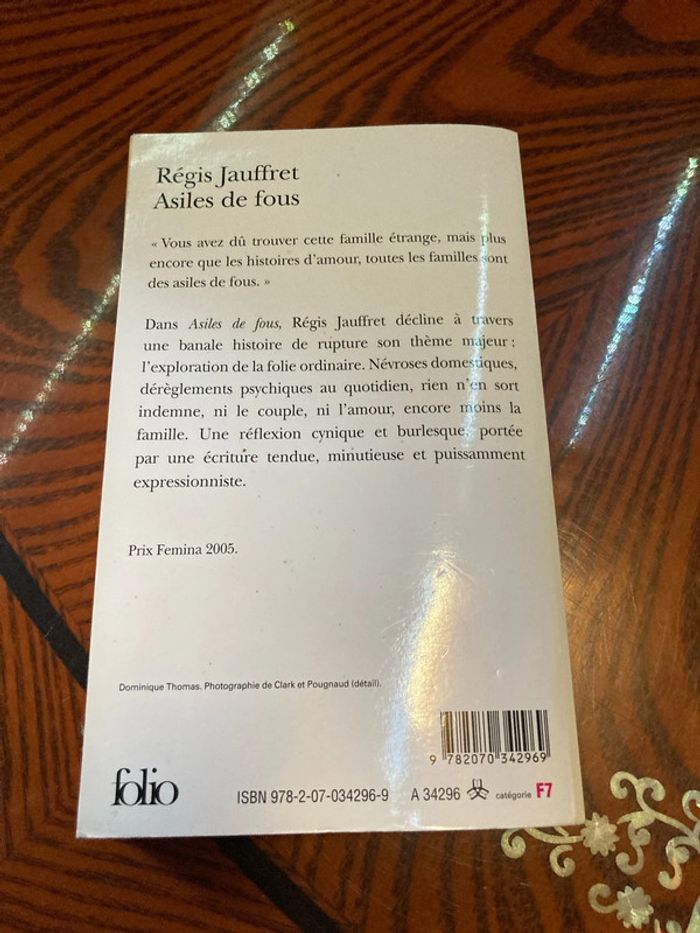 Régis Jauffret
Asiles de fous
« Vous avez dû trouver cette famille étrange, mais plus
encore que les histoires d'amour, toutes les familles sont
des asiles de fous. »
Dans Asiles de fous, Régis Jauffret décline à travers
une banale histoire de rupture son thème majeur :
l'exploration de la folie ordinaire. Névroses domestiques,
dérèglements psychiques au quotidien, rien n'en sort
indemne, ni le couple, ni l'amour, encore moins la
famille. Une réflexion cynique et burlesque, portée
par une écriture tendue, minutieuse et puissamment
expressionniste.
Prix Femina 2005.
Dominique Thomas. Photographie de Clark et Pougnaud (détail).
9 782070 342969
folio
ISBN 978-2-07-034296-9 A 34296 catégorie F7